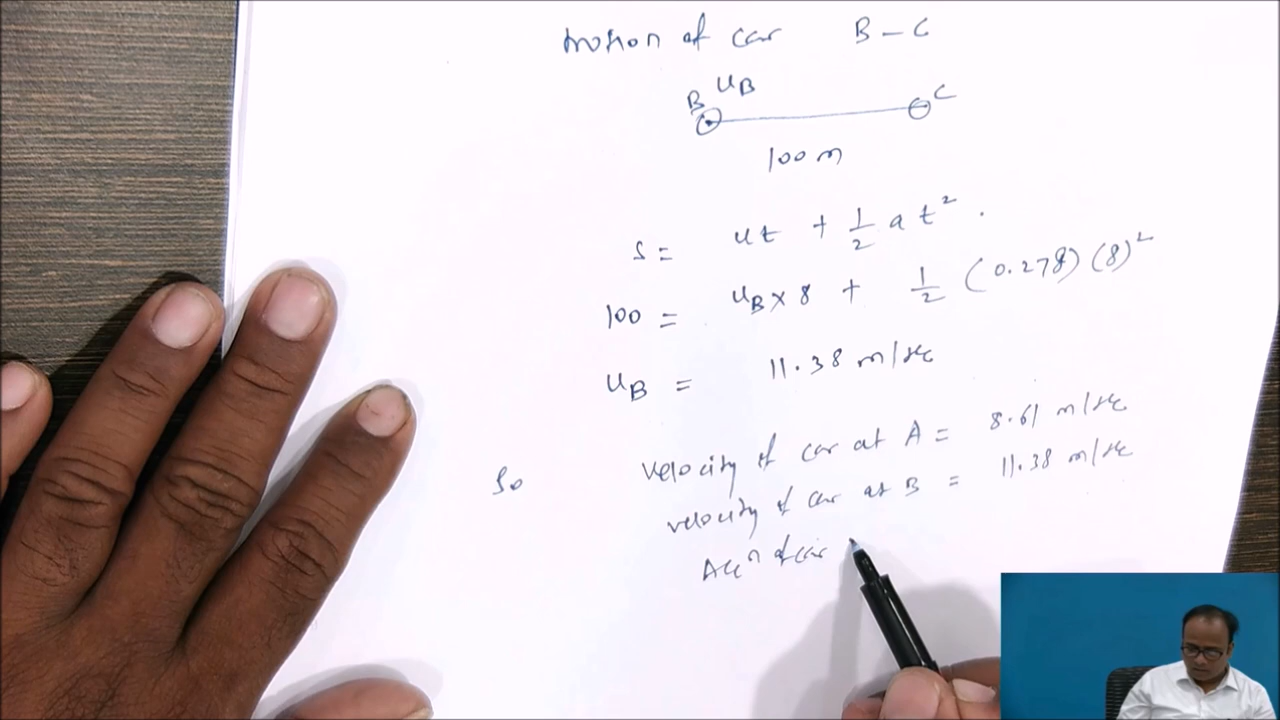 motion of car B - C
B uB C
100 m
s = ut + 1/2 a t²
100 = uB × 8 + 1/2 (0.278) (8)²
uB = 11.38 m/sec
So velocity of car at A = 8.61 m/sec
velocity of car at B = 11.38 m/sec
Accⁿ of car